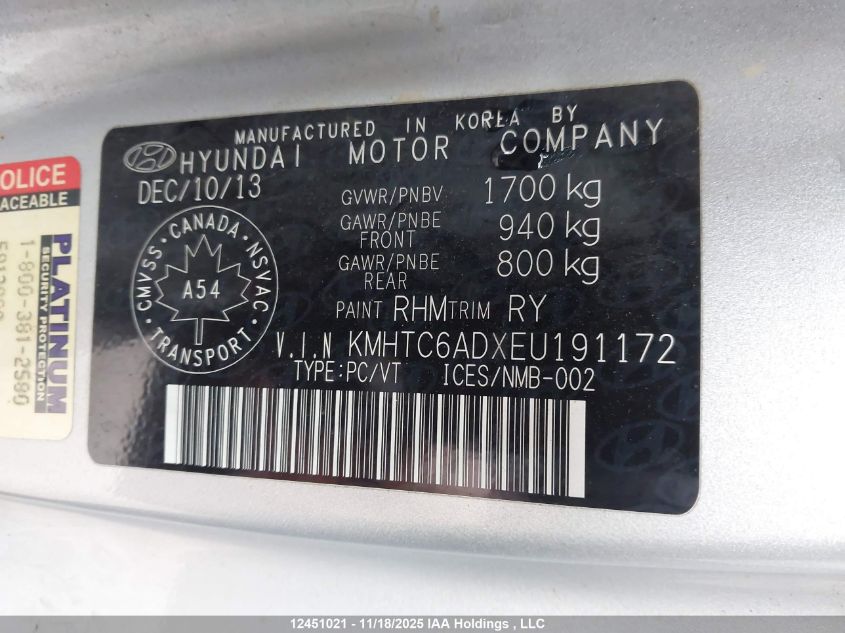 MANUFACTURED IN KOREA BY
HYUNDAI MOTOR COMPANY
DEC/10/13
GVWR/PNBV 1700 kg
GAWR/PNBE FRONT 940 kg
GAWR/PNBE REAR 800 kg
CMVSS · CANADA · NSVAC
A54
TRANSPORT
PAINT RHM TRIM RY
V.I.N KMHTC6ADXEU191172
TYPE:PC/VT ICES/NMB-002
OLICE
ACEABLE
PLATINUM
SECURITY PROTECTION
1-800-381-2580
12451021 - 11/18/2025 IAA Holdings , LLC